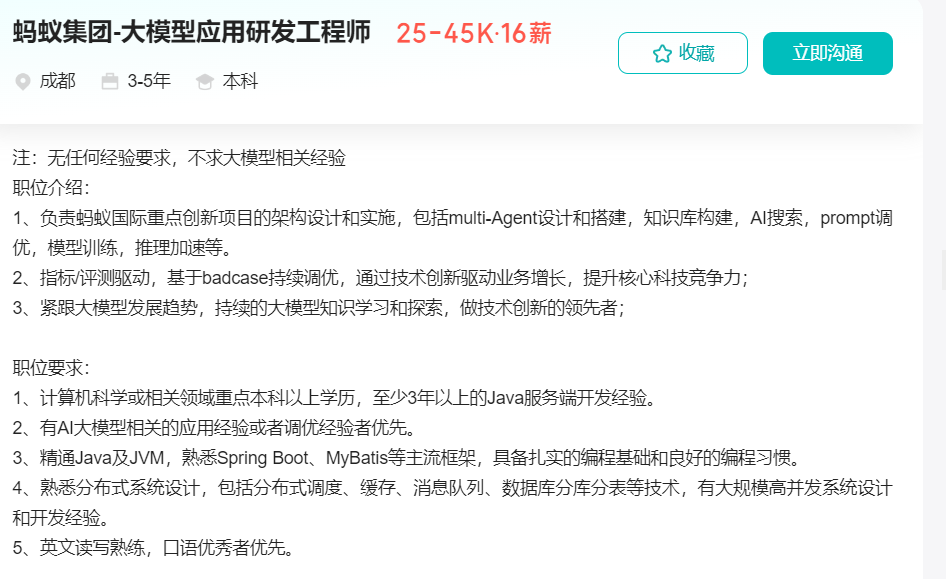 蚂蚁集团-大模型应用研发工程师 25-45K·16薪
收藏
立即沟通
成都 3-5年 本科
注：无任何经验要求，不求大模型相关经验
职位介绍：
1、负责蚂蚁国际重点创新项目的架构设计和实施，包括multi-Agent设计和搭建，知识库构建，AI搜索，prompt调
优，模型训练，推理加速等。
2、指标/评测驱动，基于badcase持续调优，通过技术创新驱动业务增长，提升核心科技竞争力；
3、紧跟大模型发展趋势，持续的大模型知识学习和探索，做技术创新的领先者；
职位要求：
1、计算机科学或相关领域重点本科以上学历，至少3年以上的Java服务端开发经验。
2、有AI大模型相关的应用经验或者调优经验者优先。
3、精通Java及JVM，熟悉Spring Boot、MyBatis等主流框架，具备扎实的编程基础和良好的编程习惯。
4、熟悉分布式系统设计，包括分布式调度、缓存、消息队列、数据库分库分表等技术，有大规模高并发系统设计
和开发经验。
5、英文读写熟练，口语优秀者优先。